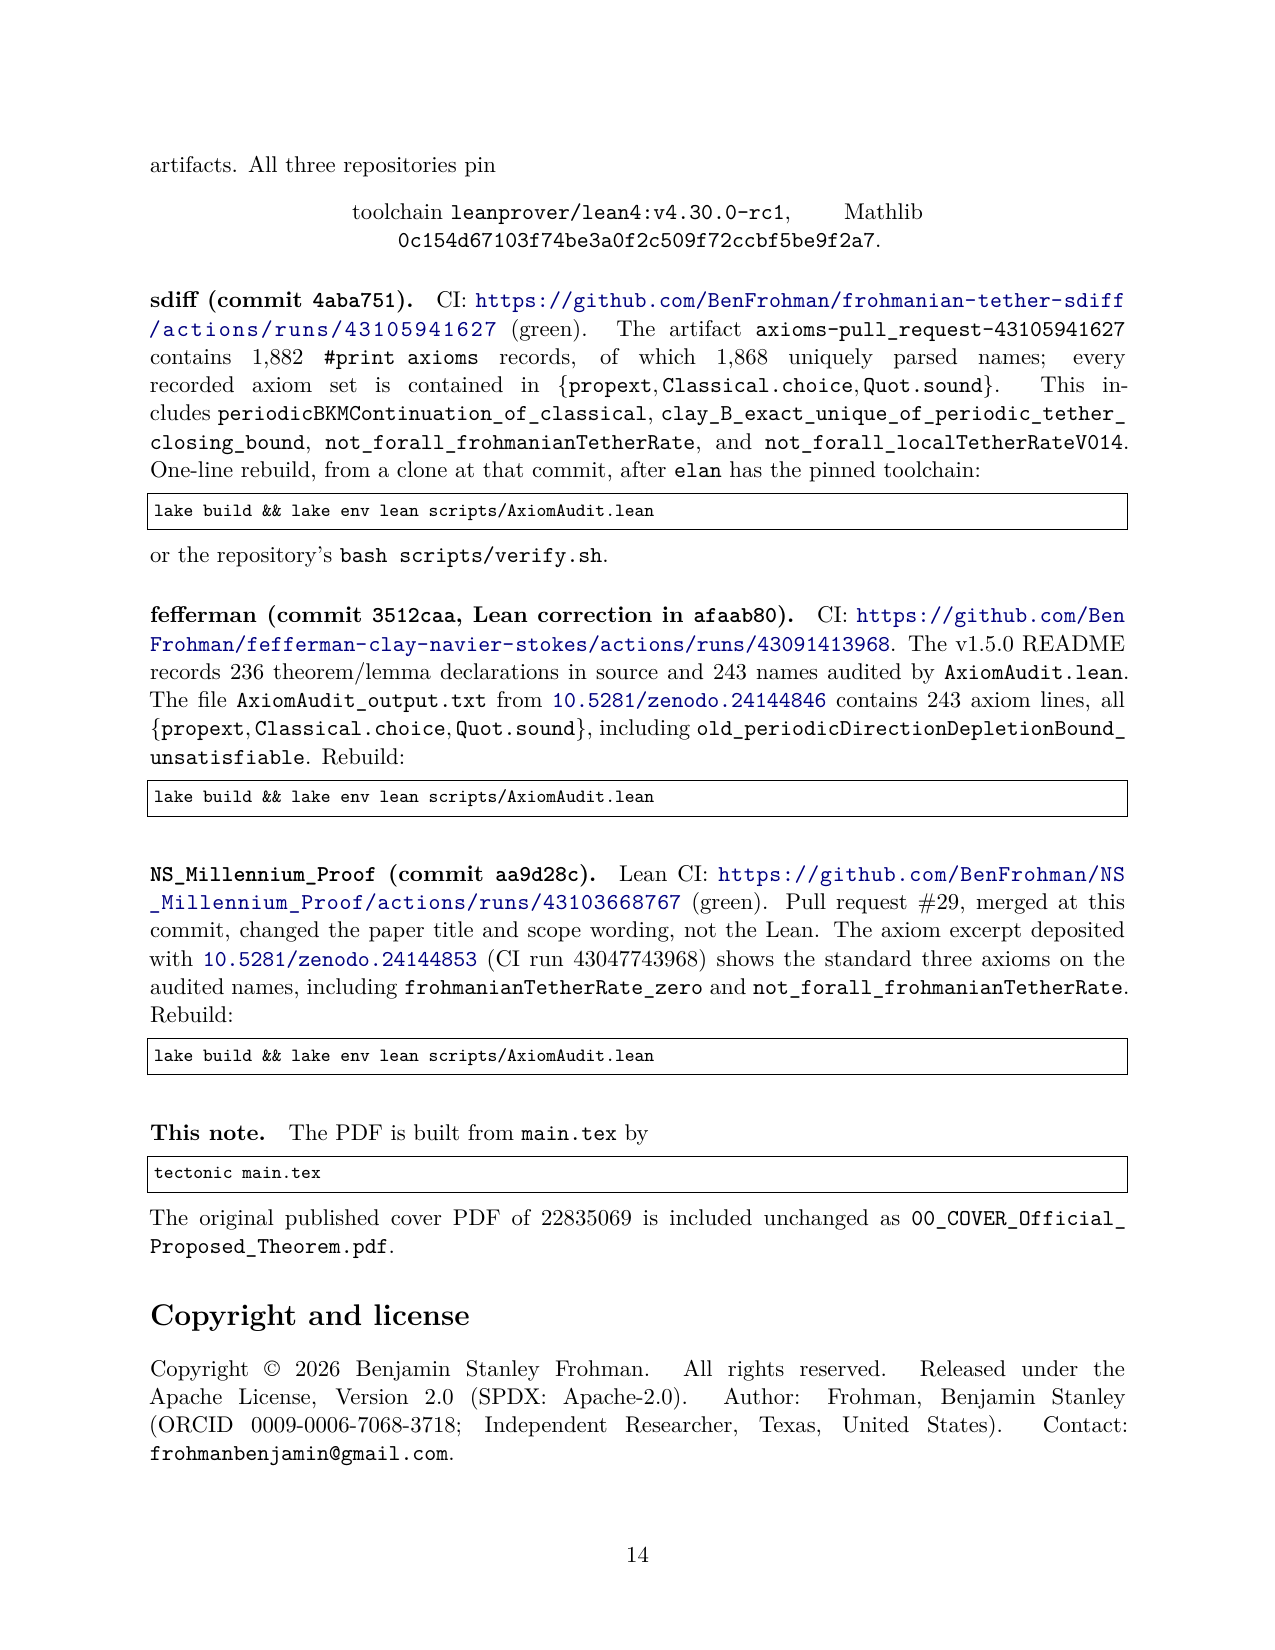 artifacts. All three repositories pin
toolchain leanprover/lean4:v4.30.0-rc1, Mathlib
0c154d67103f74be3a0f2c509f72ccbf5be9f2a7.
sdiff (commit 4aba751). CI: https://github.com/BenFrohman/frohmanian-tether-sdiff
/actions/runs/43105941627 (green). The artifact axioms-pull_request-43105941627
contains 1,882 #print axioms records, of which 1,868 uniquely parsed names; every
recorded axiom set is contained in {propext, Classical.choice, Quot.sound}. This in-
cludes periodicBKMContinuation_of_classical, clay_B_exact_unique_of_periodic_tether_
closing_bound, not_forall_frohmanianTetherRate, and not_forall_localTetherRateV014.
One-line rebuild, from a clone at that commit, after elan has the pinned toolchain:
lake build && lake env lean scripts/AxiomAudit.lean
or the repository's bash scripts/verify.sh.
fefferman (commit 3512caa, Lean correction in afaab80). CI: https://github.com/Ben
Frohman/fefferman-clay-navier-stokes/actions/runs/43091413968. The v1.5.0 README
records 236 theorem/lemma declarations in source and 243 names audited by AxiomAudit.lean.
The file AxiomAudit_output.txt from 10.5281/zenodo.24144846 contains 243 axiom lines, all
{propext, Classical.choice, Quot.sound}, including old_periodicDirectionDepletionBound_
unsatisfiable. Rebuild:
lake build && lake env lean scripts/AxiomAudit.lean
NS_Millennium_Proof (commit aa9d28c). Lean CI: https://github.com/BenFrohman/NS
_Millennium_Proof/actions/runs/43103668767 (green). Pull request #29, merged at this
commit, changed the paper title and scope wording, not the Lean. The axiom excerpt deposited
with 10.5281/zenodo.24144853 (CI run 43047743968) shows the standard three axioms on the
audited names, including frohmanianTetherRate_zero and not_forall_frohmanianTetherRate.
Rebuild:
lake build && lake env lean scripts/AxiomAudit.lean
This note. The PDF is built from main.tex by
tectonic main.tex
The original published cover PDF of 22835069 is included unchanged as 00_COVER_Official_
Proposed_Theorem.pdf.
Copyright and license
Copyright © 2026 Benjamin Stanley Frohman. All rights reserved. Released under the
Apache License, Version 2.0 (SPDX: Apache-2.0). Author: Frohman, Benjamin Stanley
(ORCID 0009-0006-7068-3718; Independent Researcher, Texas, United States). Contact:
frohmanbenjamin@gmail.com.
14